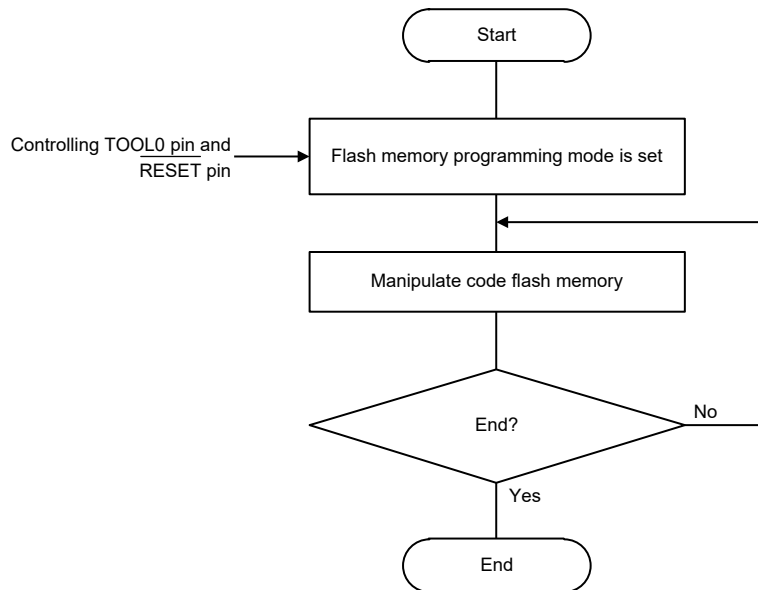 Start
Controlling TOOL0 pin and
RESET pin
Flash memory programming mode is set
Manipulate code flash memory
End?
No
Yes
End